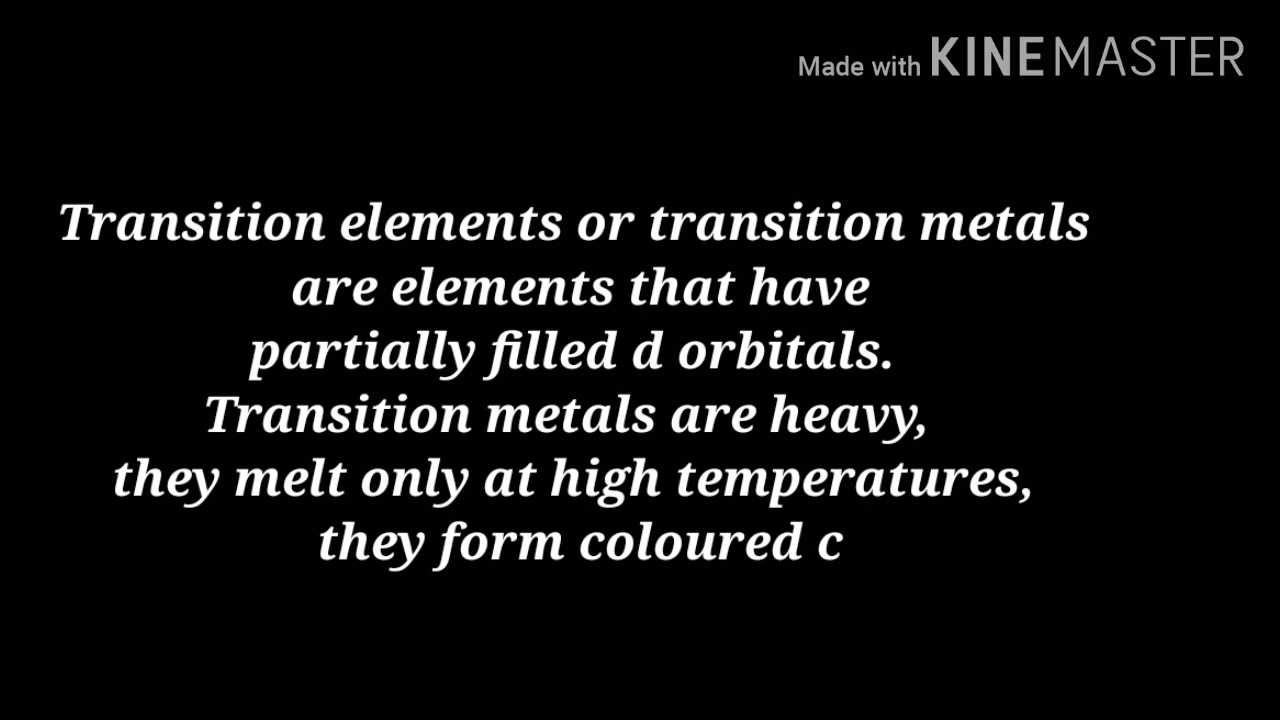 Made with KINEMASTER
Transition elements or transition metals
are elements that have
partially filled d orbitals.
Transition metals are heavy,
they melt only at high temperatures,
they form coloured c